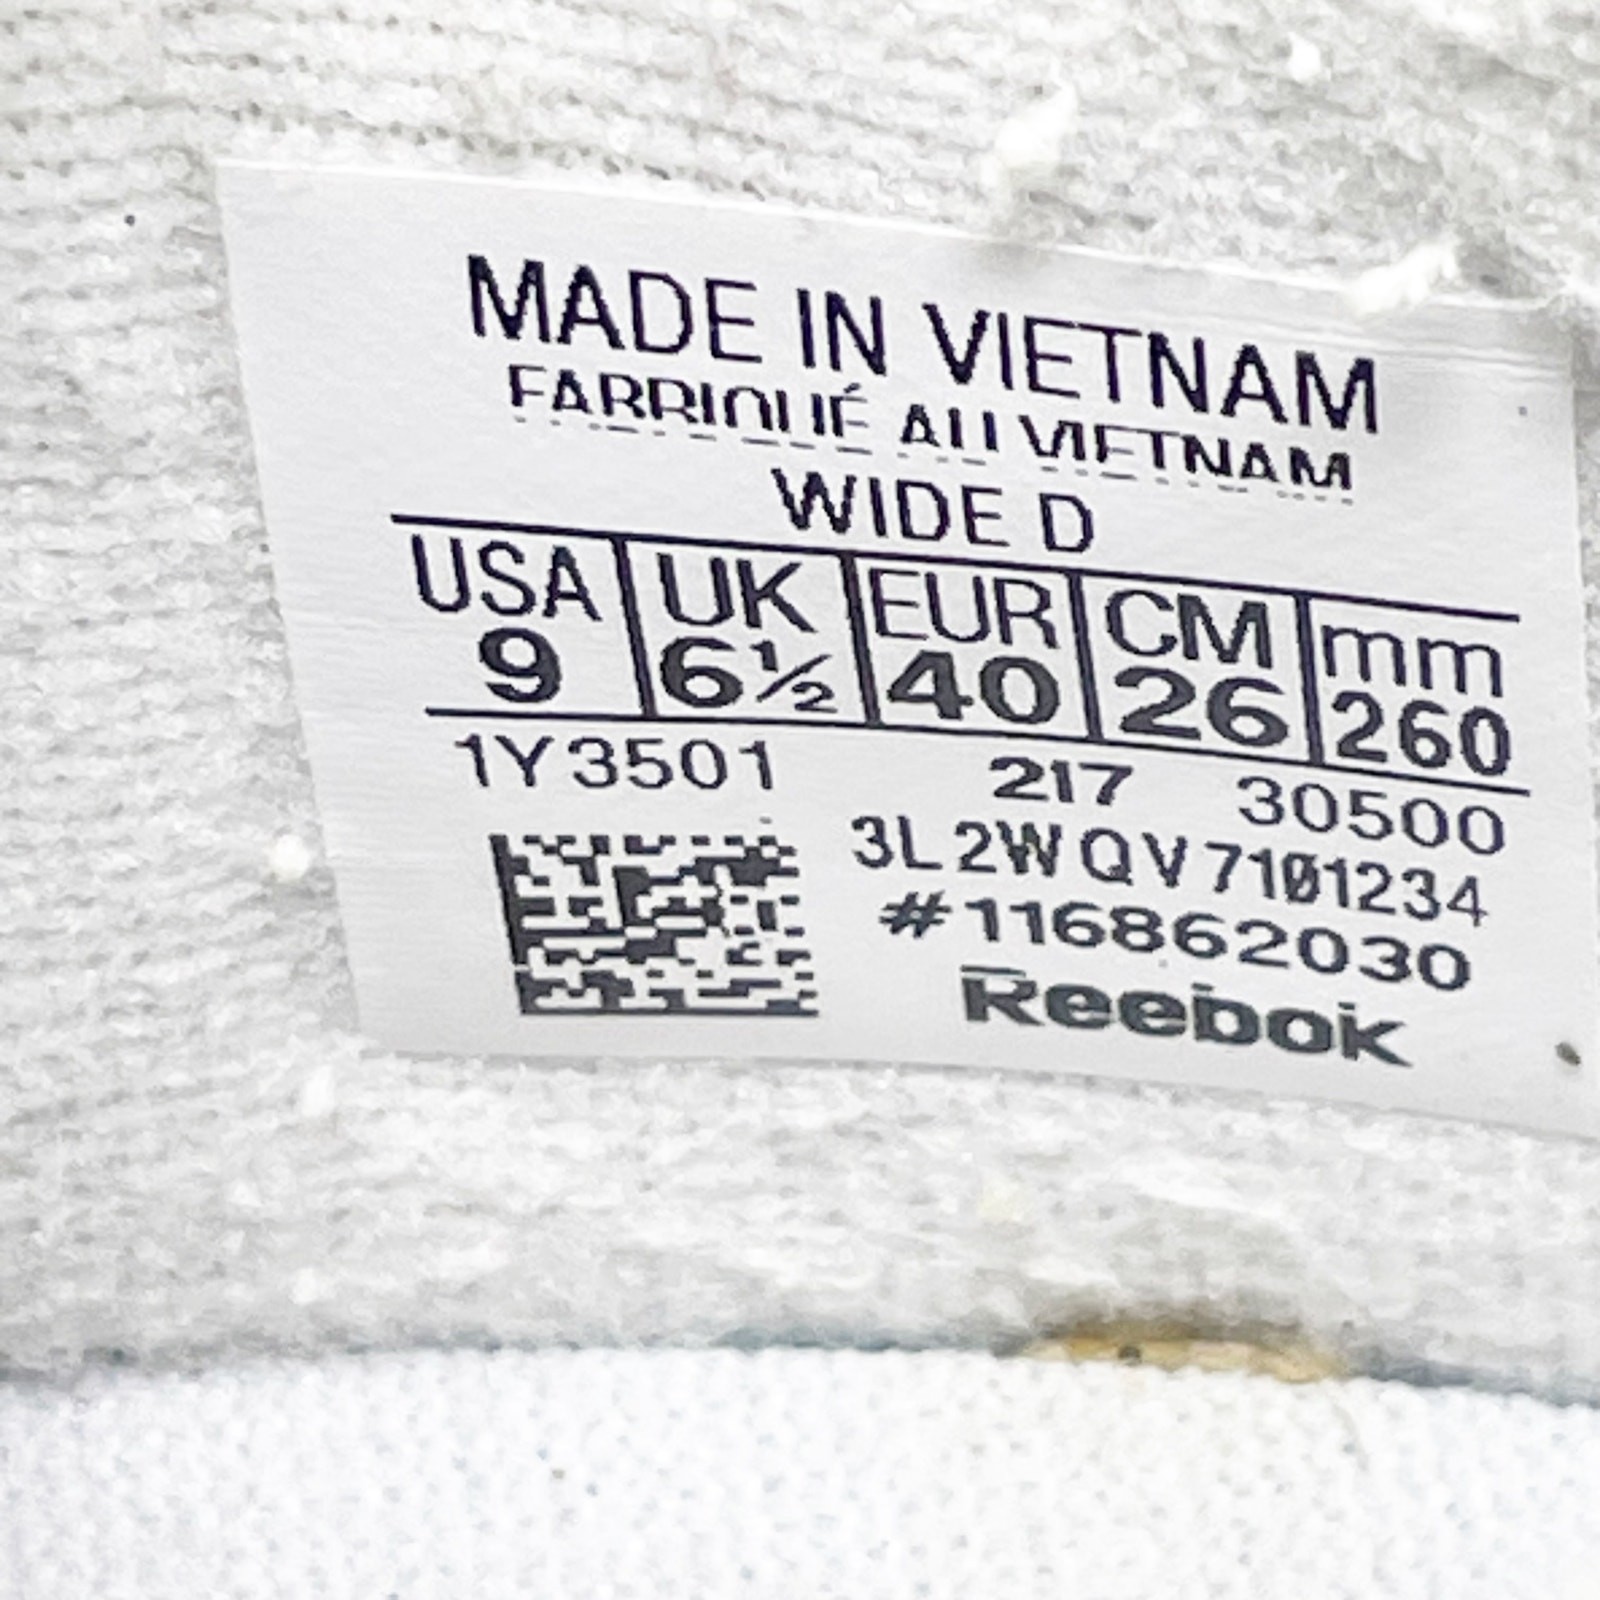 MADE IN VIETNAM
FABRIQUÉ AU VIETNAM
WIDE D
USA UK EUR CM mm
9 6½ 40 26 260
1Y3501 217 30500
3L2WQV7101234
#116862030
Reebok